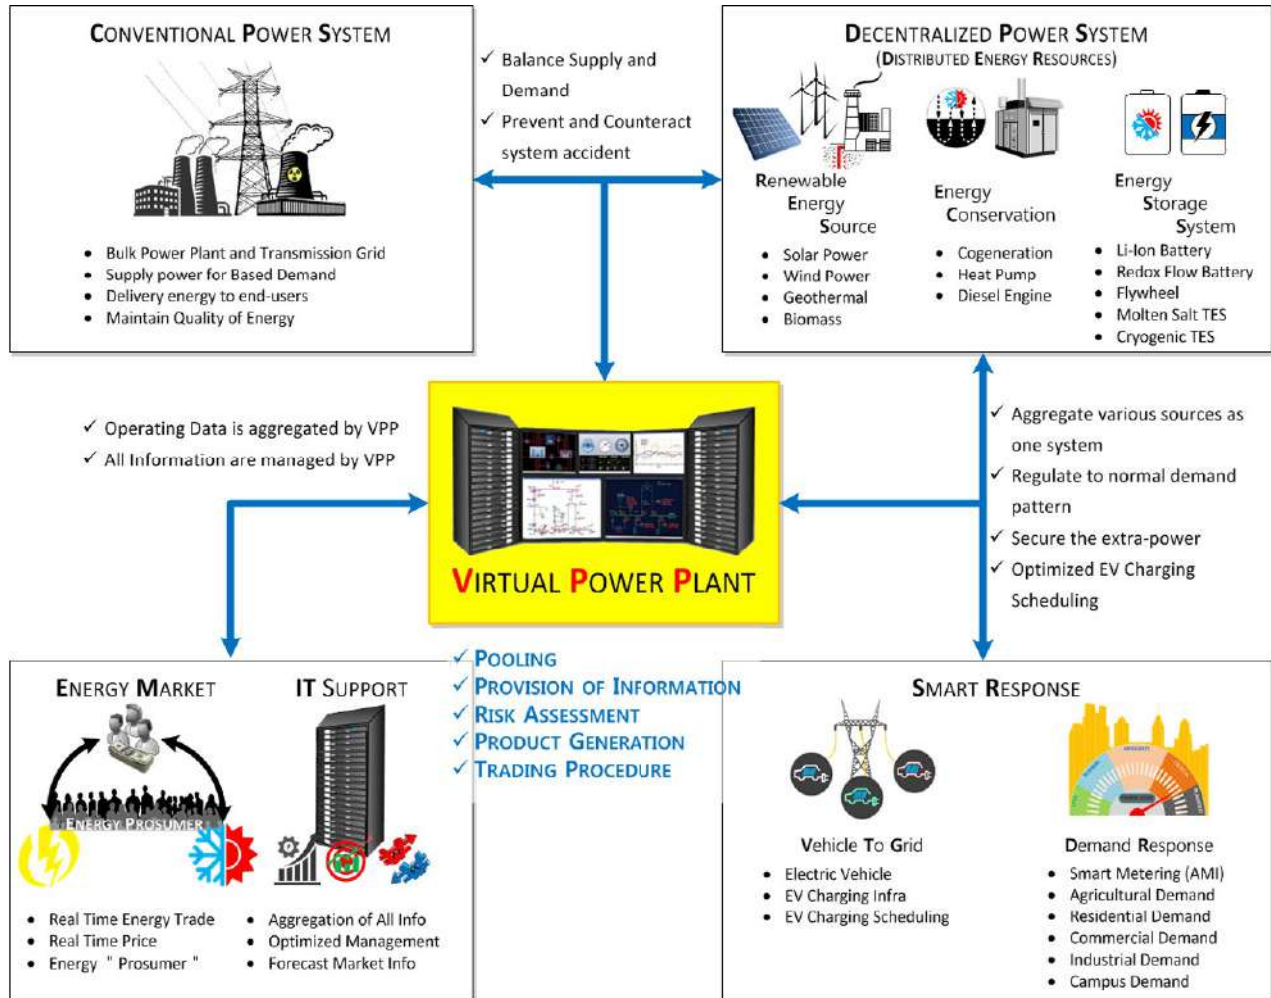 CONVENTIONAL POWER SYSTEM
Bulk Power Plant and Transmission Grid
Supply power for Based Demand
Delivery energy to end-users
Maintain Quality of Energy
✓ Balance Supply and
Demand
✓ Prevent and Counteract
system accident
DECENTRALIZED POWER SYSTEM
(DISTRIBUTED ENERGY RESOURCES)
Renewable
Energy
Source
Solar Power
Wind Power
Geothermal
Biomass
Energy
Conservation
Cogeneration
Heat Pump
Diesel Engine
Energy
Storage
System
Li-Ion Battery
Redox Flow Battery
Flywheel
Molten Salt TES
Cryogenic TES
✓ Operating Data is aggregated by VPP
✓ All Information are managed by VPP
VIRTUAL POWER PLANT
✓ Aggregate various sources as
one system
✓ Regulate to normal demand
pattern
✓ Secure the extra-power
✓ Optimized EV Charging
Scheduling
✓ POOLING
✓ PROVISION OF INFORMATION
✓ RISK ASSESSMENT
✓ PRODUCT GENERATION
✓ TRADING PROCEDURE
ENERGY MARKET
ENERGY PROSUMER
Real Time Energy Trade
Real Time Price
Energy " Prosumer "
IT SUPPORT
Aggregation of All Info
Optimized Management
Forecast Market Info
SMART RESPONSE
Vehicle To Grid
Electric Vehicle
EV Charging Infra
EV Charging Scheduling
Demand Response
Smart Metering (AMI)
Agricultural Demand
Residential Demand
Commercial Demand
Industrial Demand
Campus Demand